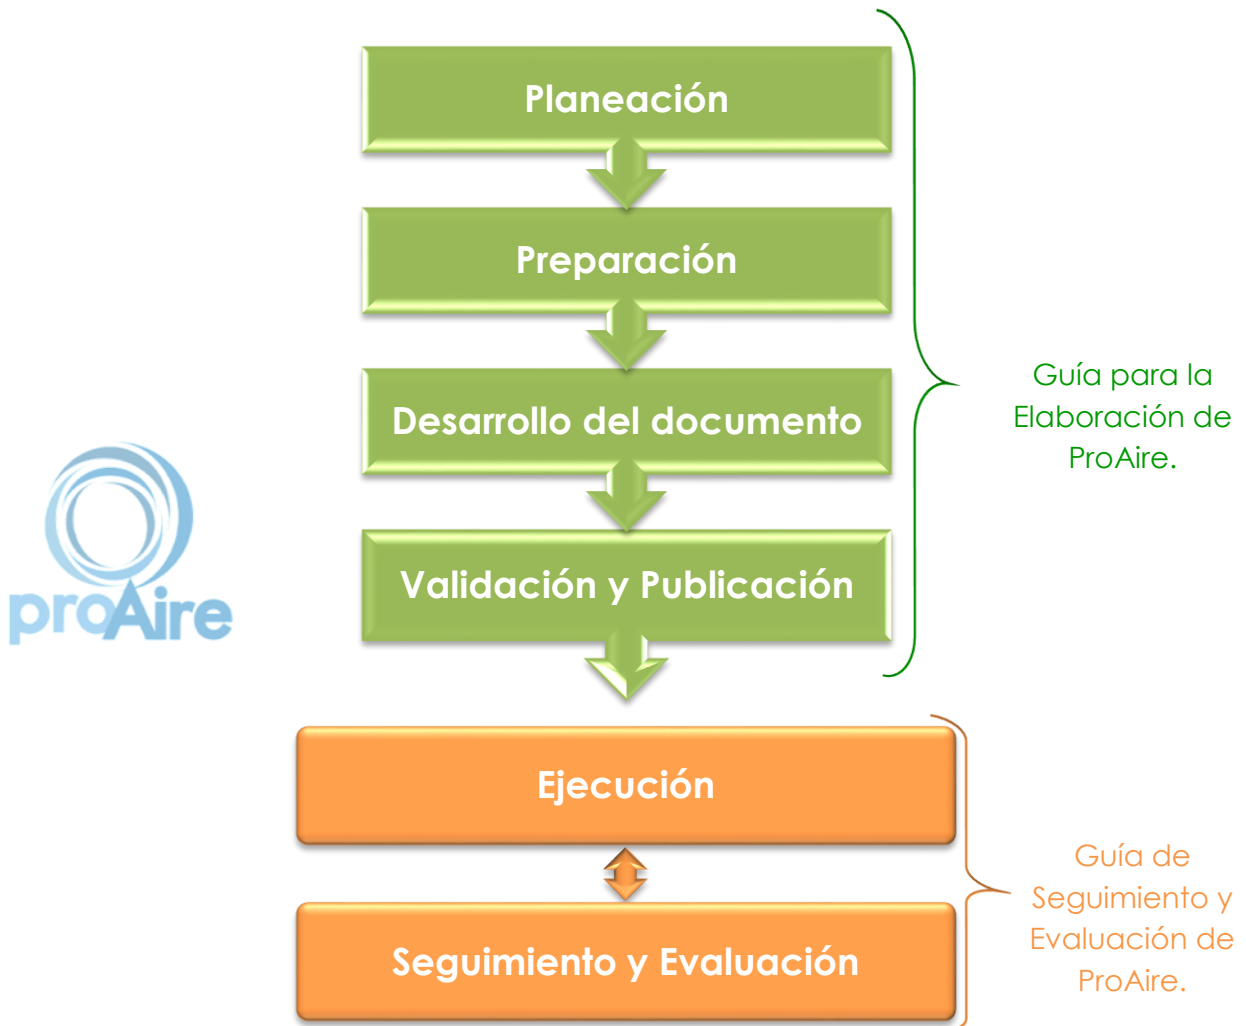 Planeación
Preparación
Desarrollo del documento
Validación y Publicación
Guía para la
Elaboración de
ProAire.
proAire
Ejecución
Seguimiento y Evaluación
Guía de
Seguimiento y
Evaluación de
ProAire.